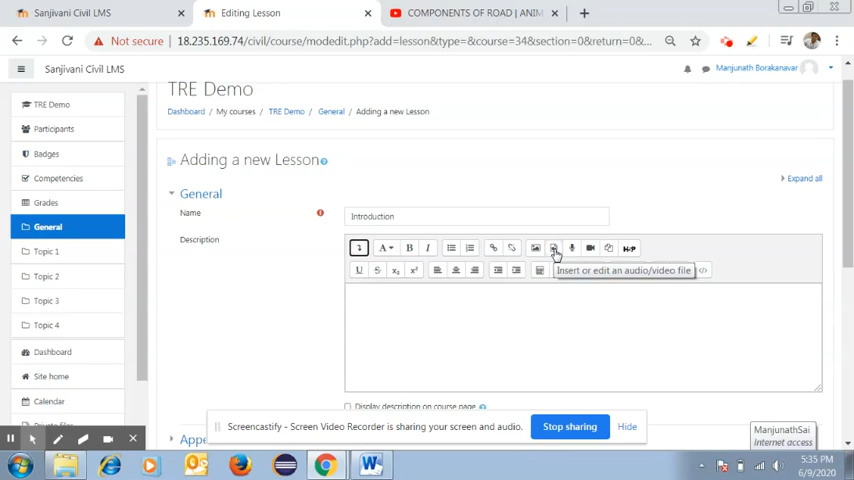 Sanjivani Civil LMS
Editing Lesson
COMPONENTS OF ROAD | ANIM
Not secure | 18.235.169.74/civil/course/modedit.php?add=lesson&type=&course=34&section=0&return=0&...
Sanjivani Civil LMS
Manjunath Borakanavar
TRE Demo
TRE Demo
Dashboard / My courses / TRE Demo / General / Adding a new Lesson
Participants
Badges
Competencies
Grades
General
Topic 1
Topic 2
Topic 3
Topic 4
Dashboard
Site home
Calendar
Private files
Adding a new Lesson
Expand all
General
Name
Introduction
Description
A B I
H-P
U S x₂ x²
Insert or edit an audio/video file
Display description on course page
Appe
Screencastify - Screen Video Recorder is sharing your screen and audio.
Stop sharing
Hide
ManjunathSai
Internet access
5:35 PM
6/9/2020